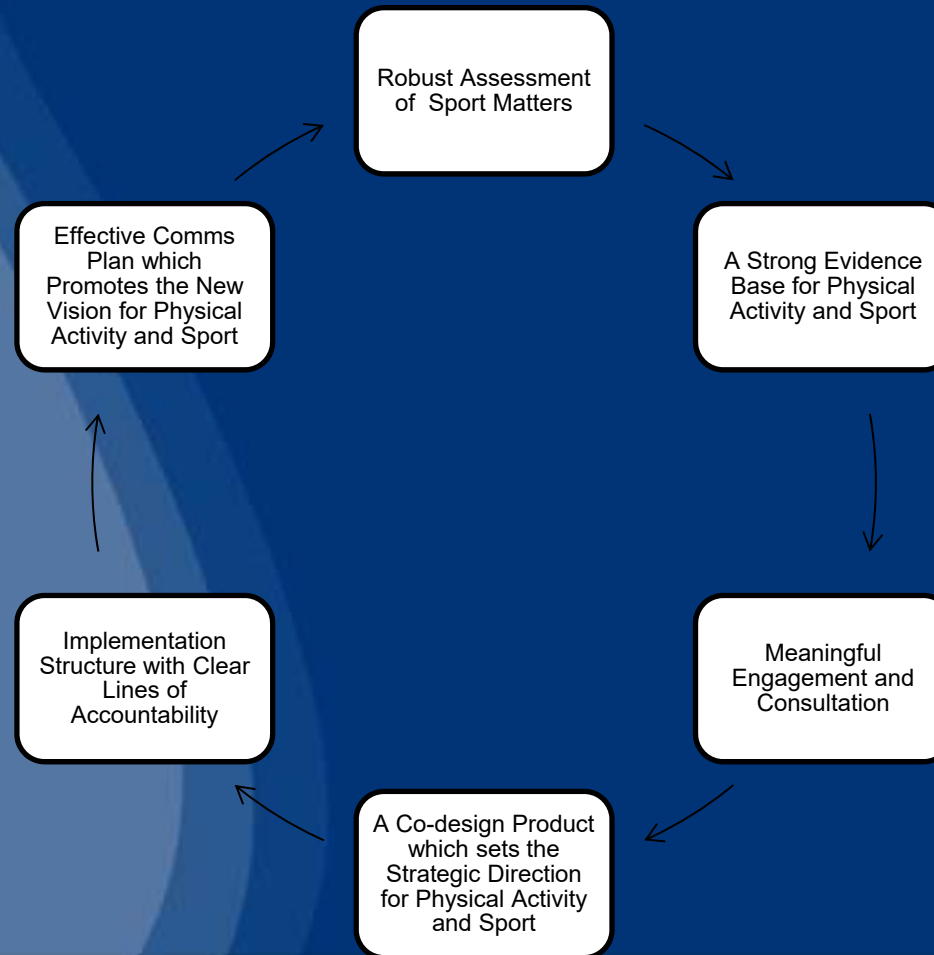 Robust Assessment
of Sport Matters
A Strong Evidence
Base for Physical
Activity and Sport
Meaningful
Engagement and
Consultation
A Co-design Product
which sets the
Strategic Direction
for Physical Activity
and Sport
Implementation
Structure with Clear
Lines of
Accountability
Effective Comms
Plan which
Promotes the New
Vision for Physical
Activity and Sport